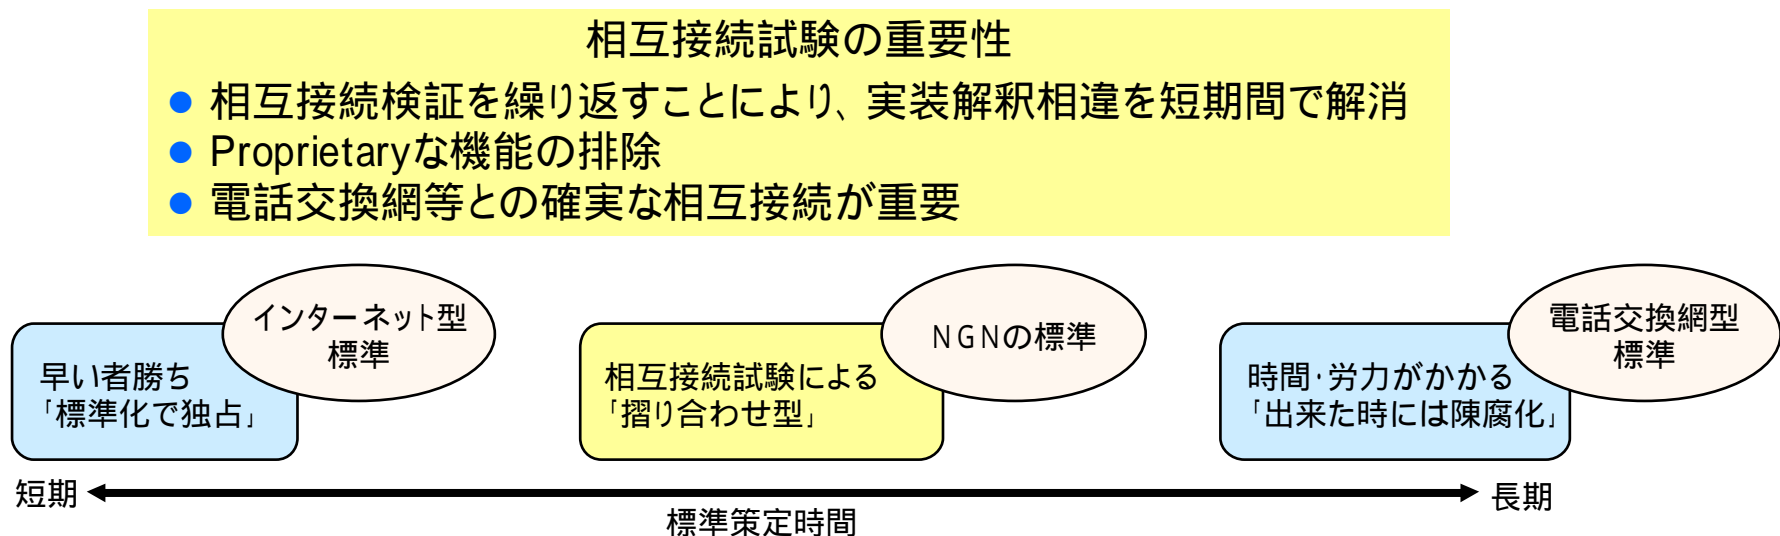 相互接続試験の重要性
● 相互接続検証を繰り返すことにより、実装解釈相違を短期間で解消
● Proprietaryな機能の排除
● 電話交換網等との確実な相互接続が重要
インターネット型
標準
早い者勝ち
「標準化で独占」
NGNの標準
相互接続試験による
「摺り合わせ型」
電話交換網型
標準
時間・労力がかかる
「出来た時には陳腐化」
短期
長期
標準策定時間